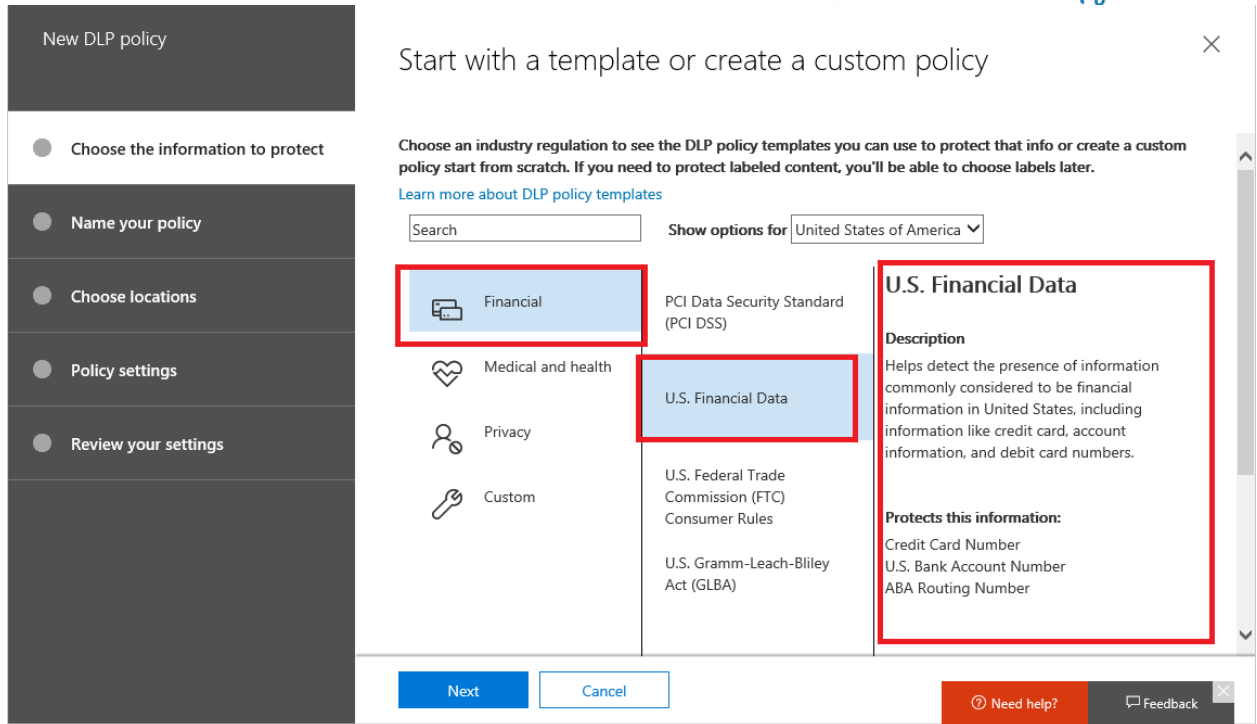 New DLP policy
Start with a template or create a custom policy
Choose the information to protect
Name your policy
Choose locations
Policy settings
Review your settings
Choose an industry regulation to see the DLP policy templates you can use to protect that info or create a custom
policy start from scratch. If you need to protect labeled content, you'll be able to choose labels later.
Learn more about DLP policy templates
Search
Show options for United States of America
Financial
Medical and health
Privacy
Custom
PCI Data Security Standard
(PCI DSS)
U.S. Financial Data
U.S. Federal Trade
Commission (FTC)
Consumer Rules
U.S. Gramm-Leach-Bliley
Act (GLBA)
U.S. Financial Data
Description
Helps detect the presence of information
commonly considered to be financial
information in United States, including
information like credit card, account
information, and debit card numbers.
Protects this information:
Credit Card Number
U.S. Bank Account Number
ABA Routing Number
Next
Cancel
Need help?
Feedback